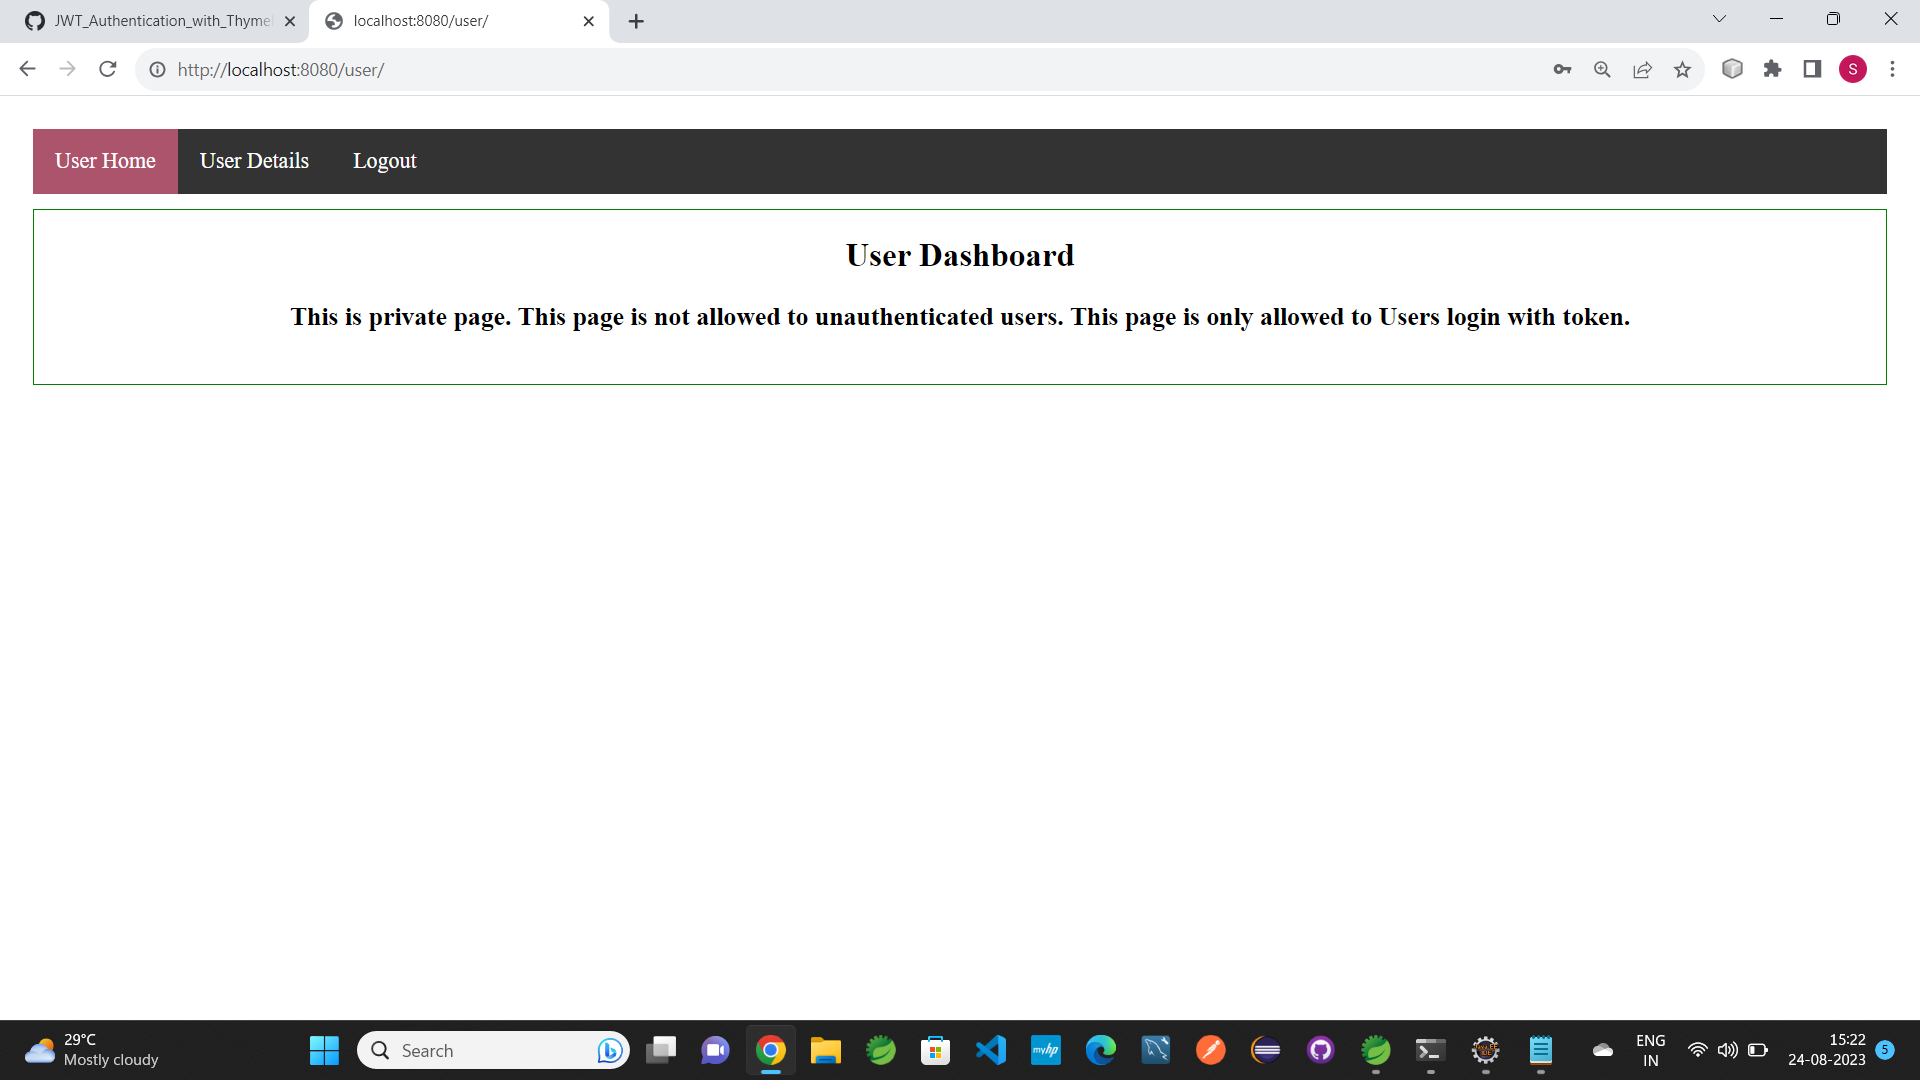 JWT_Authentication_with_Thyme
localhost:8080/user/
http://localhost:8080/user/
S
User Home
User Details
Logout
User Dashboard
This is private page. This page is not allowed to unauthenticated users. This page is only allowed to Users login with token.
29°C
Mostly cloudy
Search
myhp
ENG
IN
15:22
24-08-2023
5